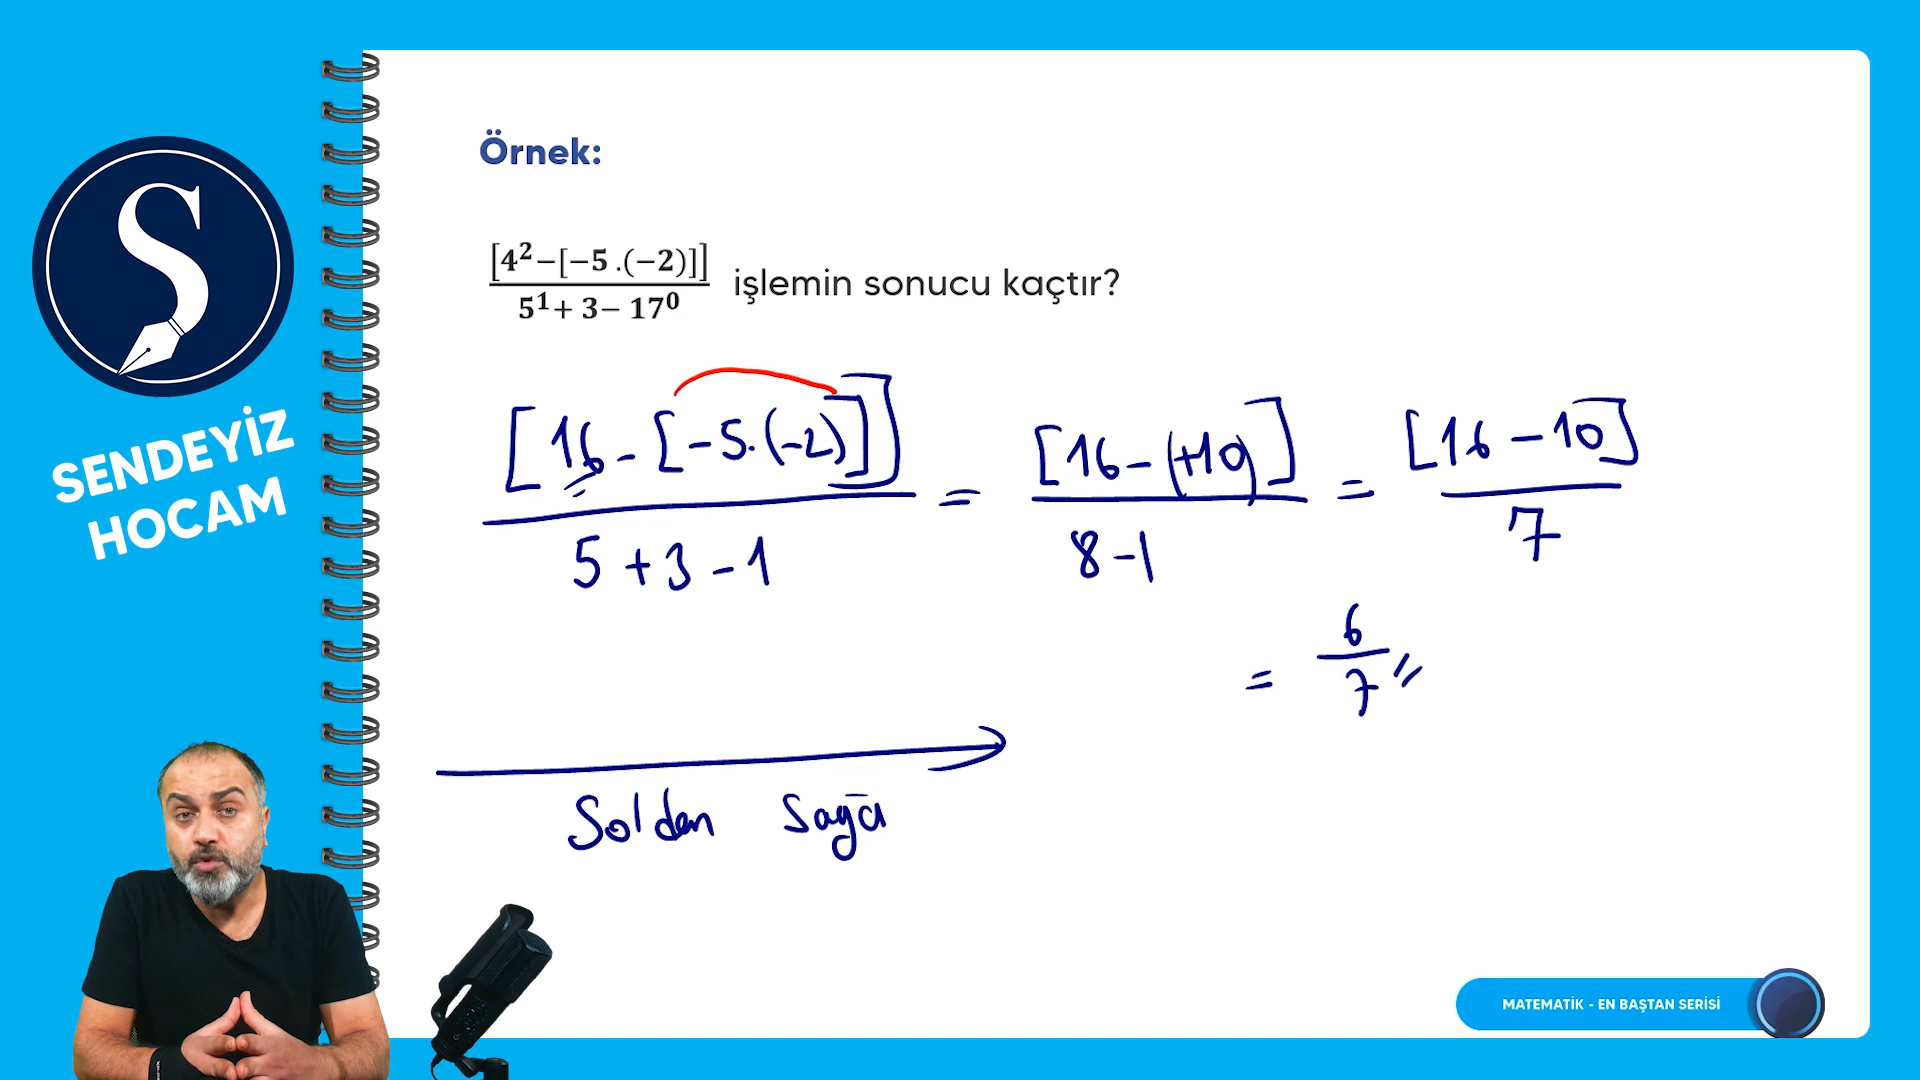 S
SENDEYİZ
HOCAM
Örnek:
[4²−[−5 .(−2)]] / 5¹+ 3− 17⁰ işlemin sonucu kaçtır?
[16 - [-5.(-2)]] / 5 + 3 - 1 = [16 - (+10)] / 8 - 1 = [16 - 10] / 7
= 6 / 7 //
Soldan Sağa
MATEMATİK - EN BAŞTAN SERİSİ